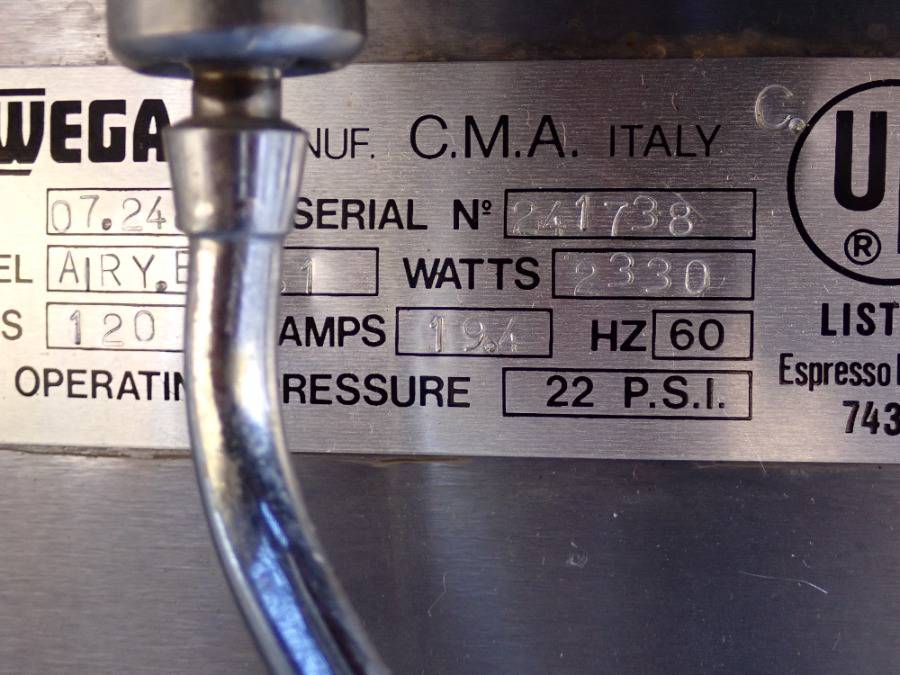 WEGA NUF. C.M.A. ITALY C. U
07.24 SERIAL Nº 241738 ®
EL AIRY.E .1 WATTS 2330
S 120 AMPS 19.4 HZ 60 LIST
OPERATIN RESSURE 22 P.S.I. Espresso
743